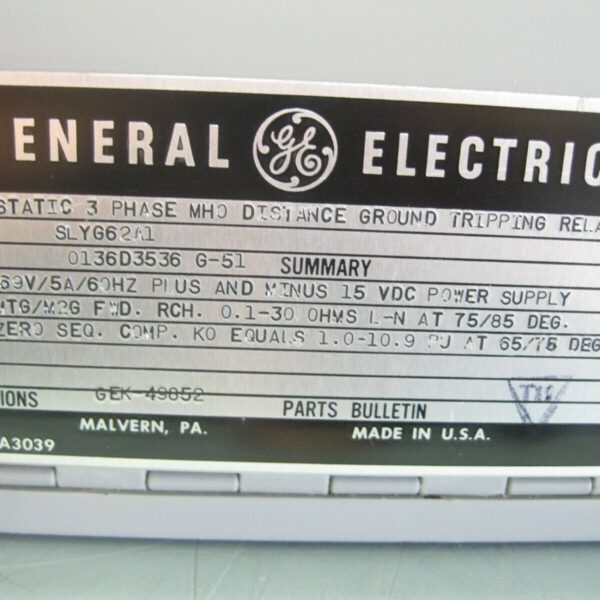 ENERAL GE ELECTRIC
STATIC 3 PHASE MHO DISTANCE GROUND TRIPPING RELA
SLYG62A1
0136D3536 G-51 SUMMARY
69V/5A/60HZ PLUS AND MINUS 15 VDC POWER SUPPLY
MTG/M2G FWD. RCH. 0.1-30 OHMS L-N AT 75/85 DEG.
ZERO SEQ. COMP. KO EQUALS 1.0-10.9 PU AT 65/75 DEG
IONS GEK-49852 PARTS BULLETIN
MALVERN, PA. MADE IN U.S.A.
A3039